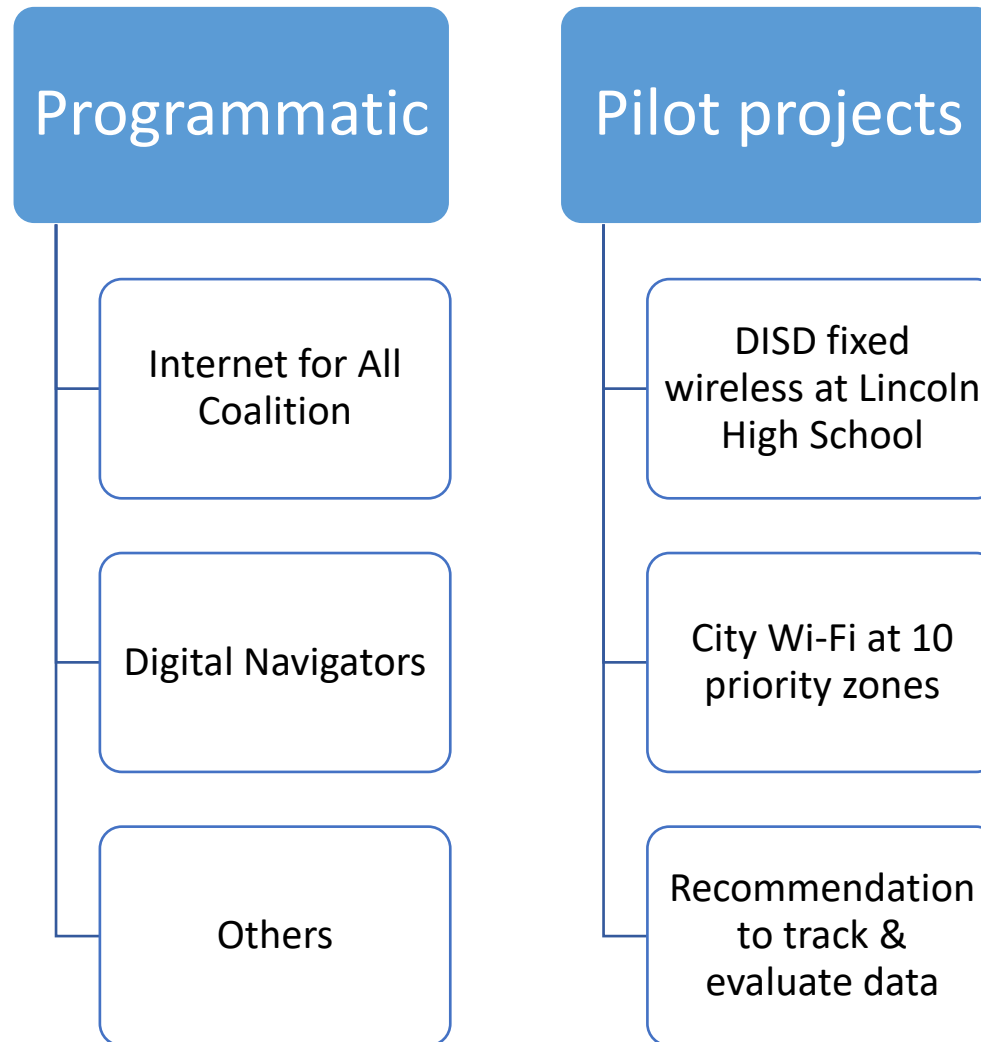 Programmatic
Internet for All
Coalition
Digital Navigators
Others
Pilot projects
DISD fixed
wireless at Lincoln
High School
City Wi-Fi at 10
priority zones
Recommendation
to track &
evaluate data